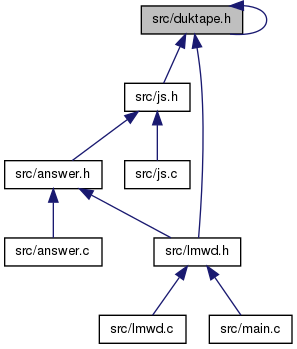 src/duktape.h
src/js.h
src/answer.h
src/js.c
src/answer.c
src/lmwd.h
src/lmwd.c
src/main.c